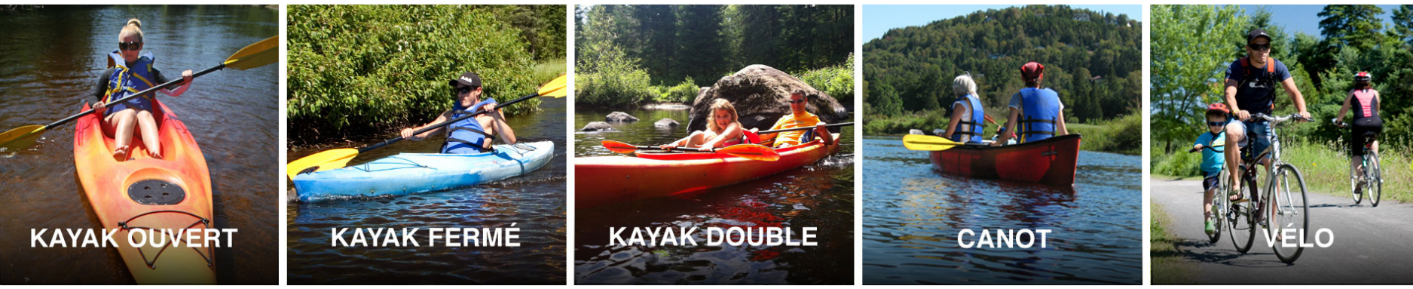 KAYAK OUVERT
KAYAK FERMÉ
KAYAK DOUBLE
CANOT
VÉLO